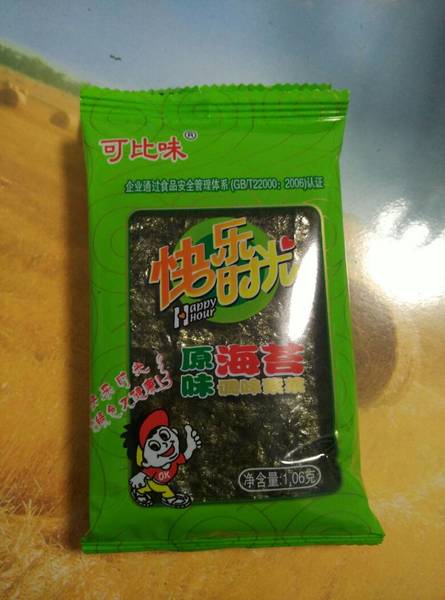 可比味®
企业通过食品安全管理体系(GB/T22000:2006)认证
快乐时光
Happy Hour
原味 海苔
调味紫菜
OK
净含量:1.06克